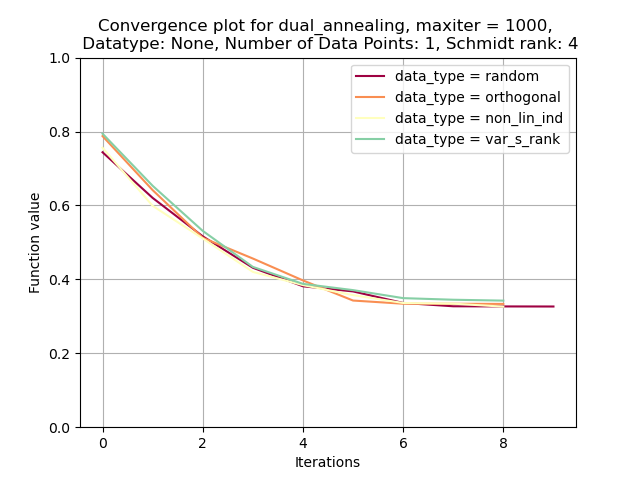 Convergence plot for dual_annealing, maxiter = 1000,
Datatype: None, Number of Data Points: 1, Schmidt rank: 4
1.0
0.8
0.6
0.4
0.2
0.0
Function value
data_type = random
data_type = orthogonal
data_type = non_lin_ind
data_type = var_s_rank
0 2 4 6 8
Iterations